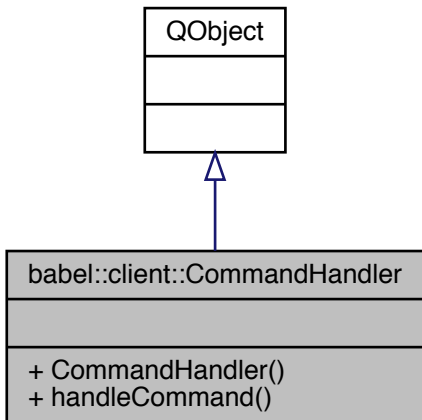 QObject
babel::client::CommandHandler
+ CommandHandler()
+ handleCommand()